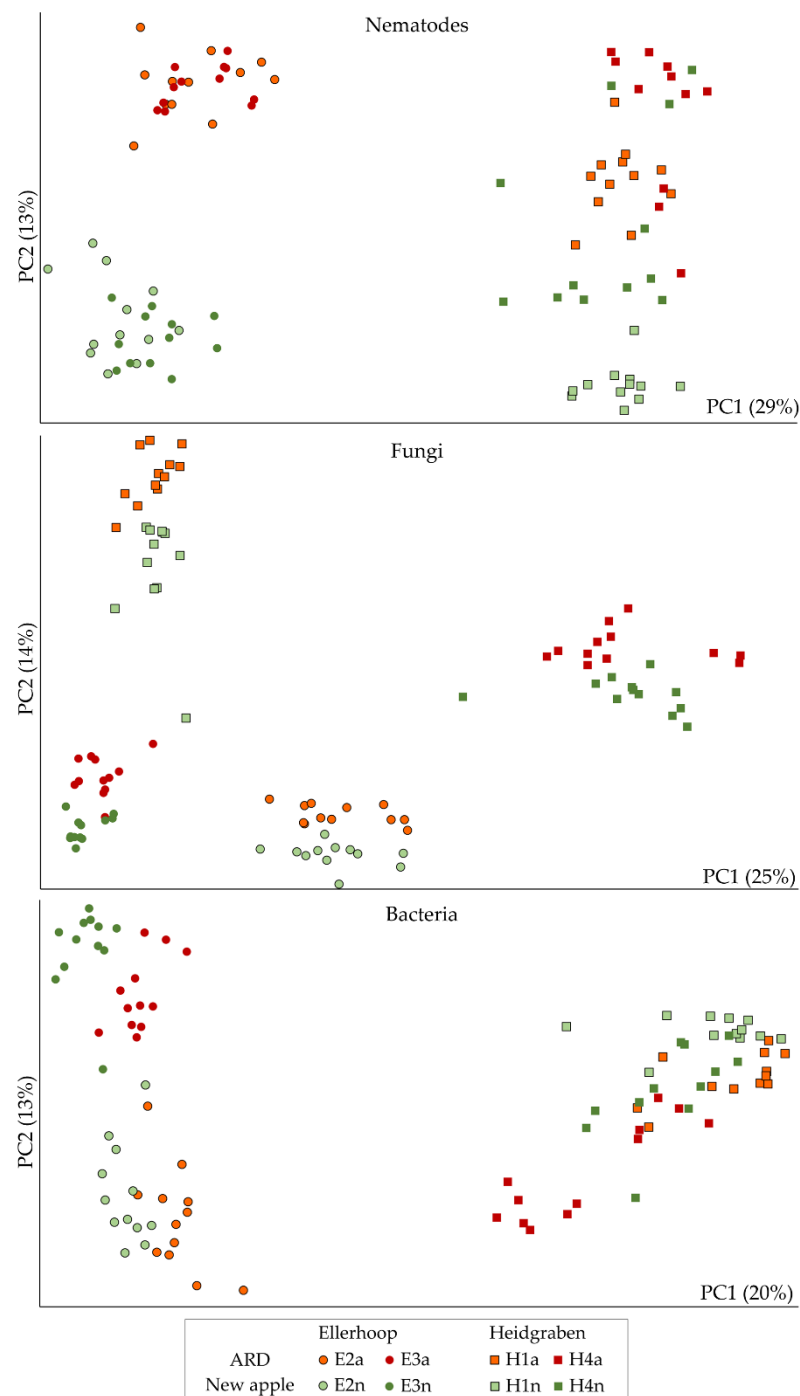 Nematodes
PC2 (13%)
PC1 (29%)
Fungi
PC2 (14%)
PC1 (25%)
Bacteria
PC2 (13%)
PC1 (20%)
Ellerhoop Heidgraben
ARD E2a E3a H1a H4a
New apple E2n E3n H1n H4n